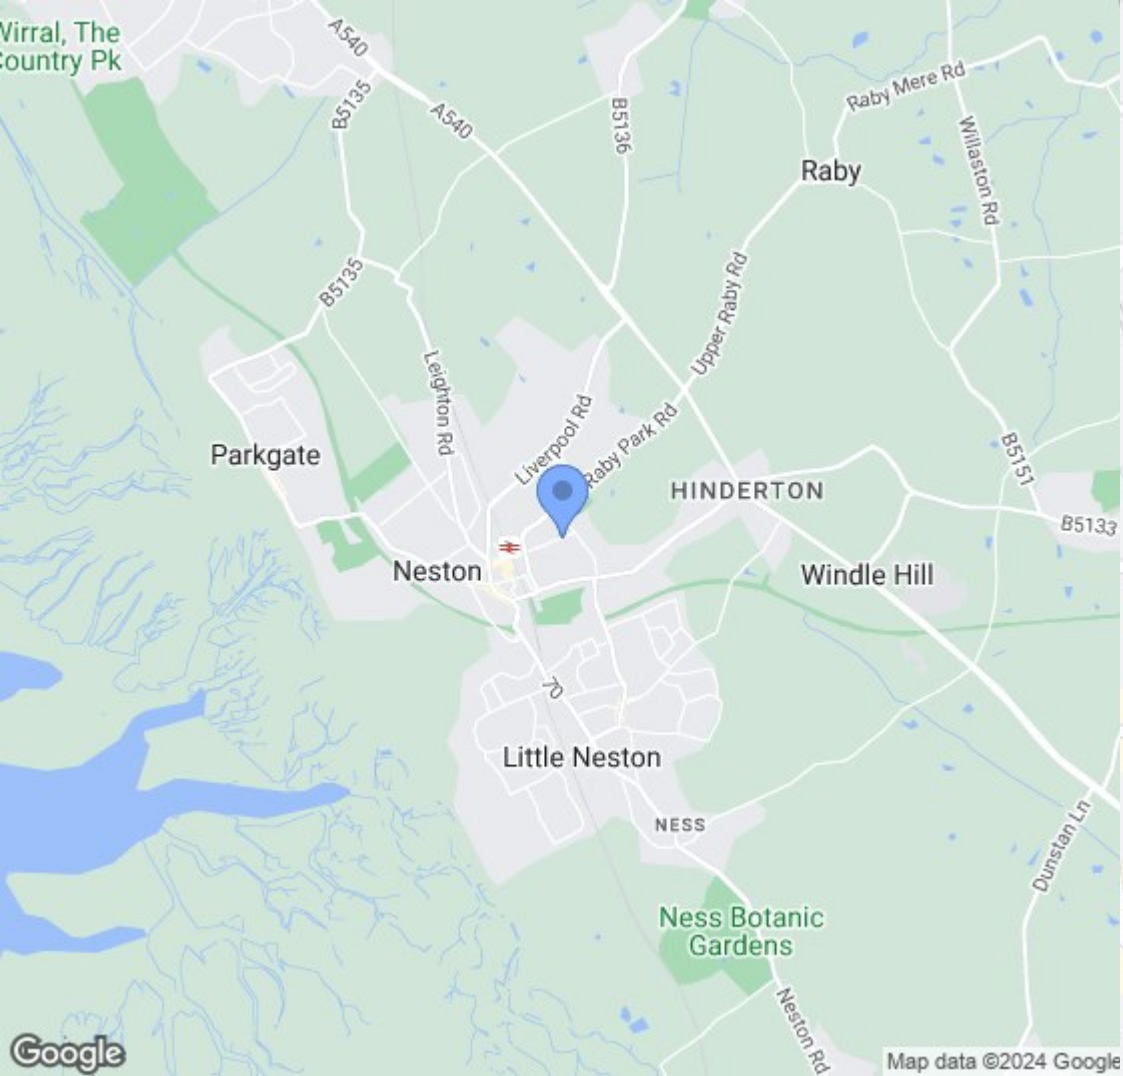 Wirral, The
Country Pk
A540
B5135
A540
B5136
Raby Mere Rd
Willaston Rd
Raby
B5135
Upper Raby Rd
Leighton Rd
Liverpool Rd
Raby Park Rd
Parkgate
HINDERTON
B5151
B5133
Neston
Windle Hill
70
Little Neston
NESS
Dunstan Ln
Ness Botanic
Gardens
Neston Rd
Google
Map data ©2024 Google